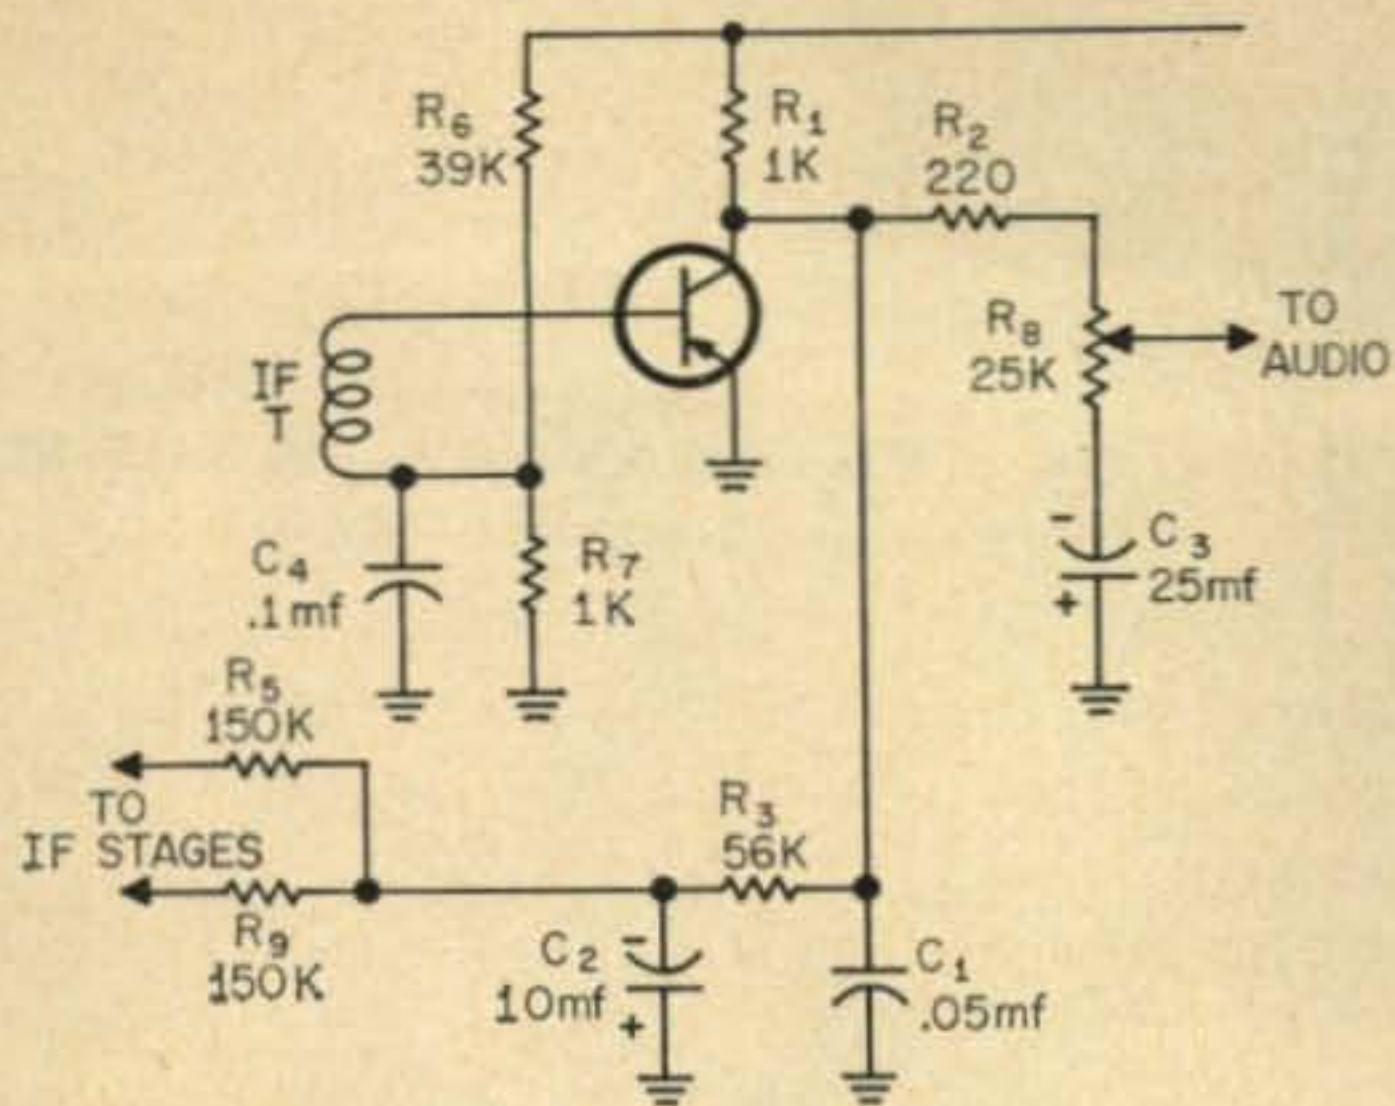 R6
39K
R1
1K
R2
220
R8
25K
TO
AUDIO
IF
T
C4
.1mf
R7
1K
-
C3
25mf
+
R5
150K
TO
IF STAGES
R9
150K
R3
56K
-
C2
10mf
+
C1
.05mf